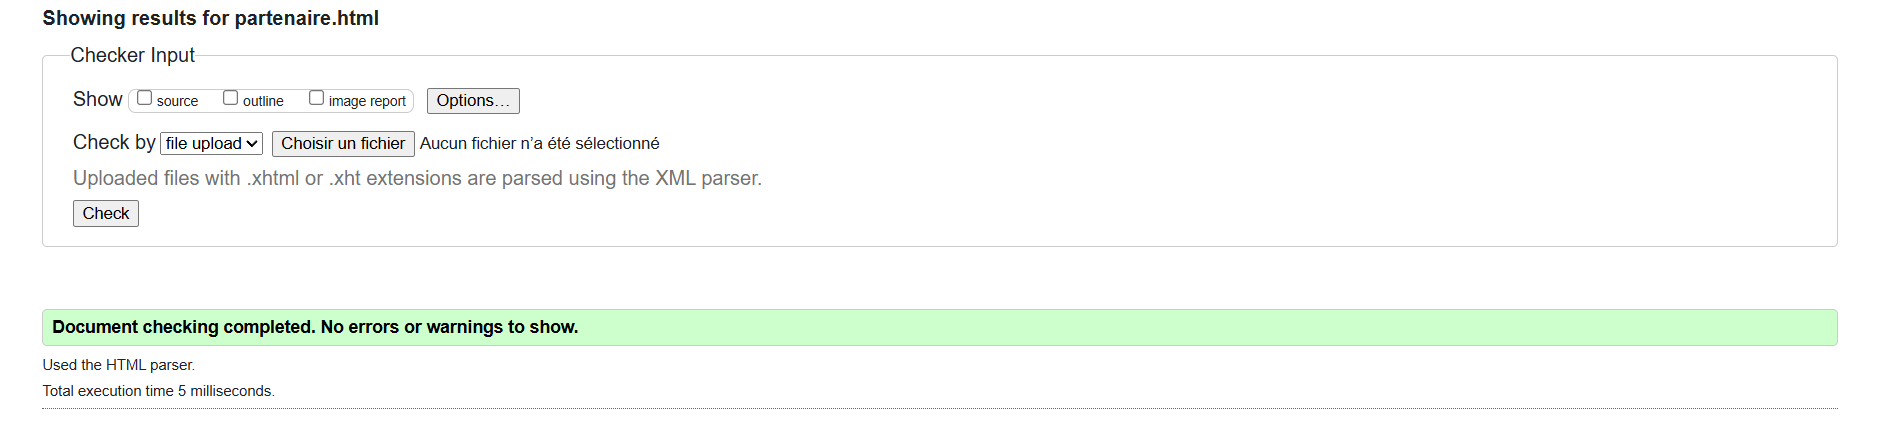 Showing results for partenaire.html
Checker Input
Show source outline image report Options...
Check by file upload Choisir un fichier Aucun fichier n’a été sélectionné
Uploaded files with .xhtml or .xht extensions are parsed using the XML parser.
Check
Document checking completed. No errors or warnings to show.
Used the HTML parser.
Total execution time 5 milliseconds.